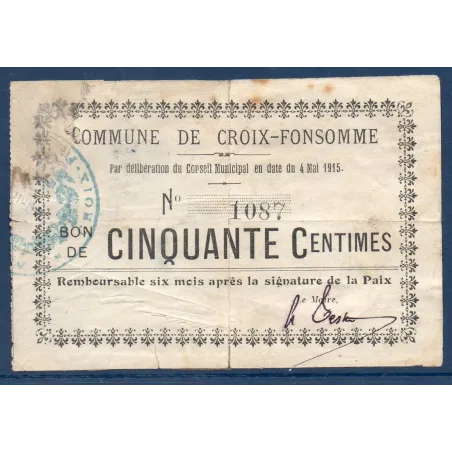 COMMUNE DE CROIX-FONSOMME
Par délibération du Conseil Municipal en date du 4 Mai 1915.
No 1087
BON DE CINQUANTE CENTIMES
Remboursable six mois après la signature de la Paix
Le Maire,